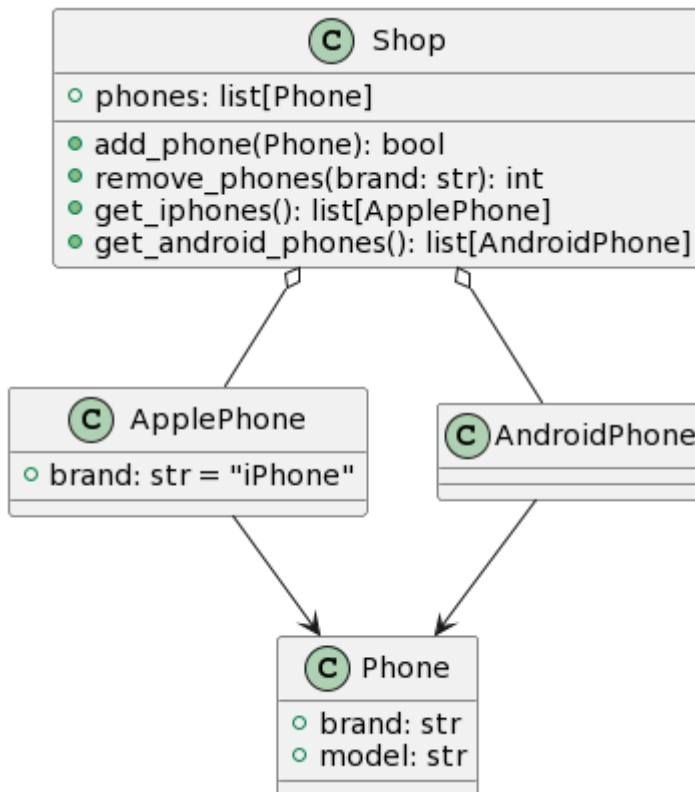 C Shop
phones: list[Phone]
add_phone(Phone): bool
remove_phones(brand: str): int
get_iphones(): list[ApplePhone]
get_android_phones(): list[AndroidPhone]
C ApplePhone
brand: str = "iPhone"
C AndroidPhone
C Phone
brand: str
model: str